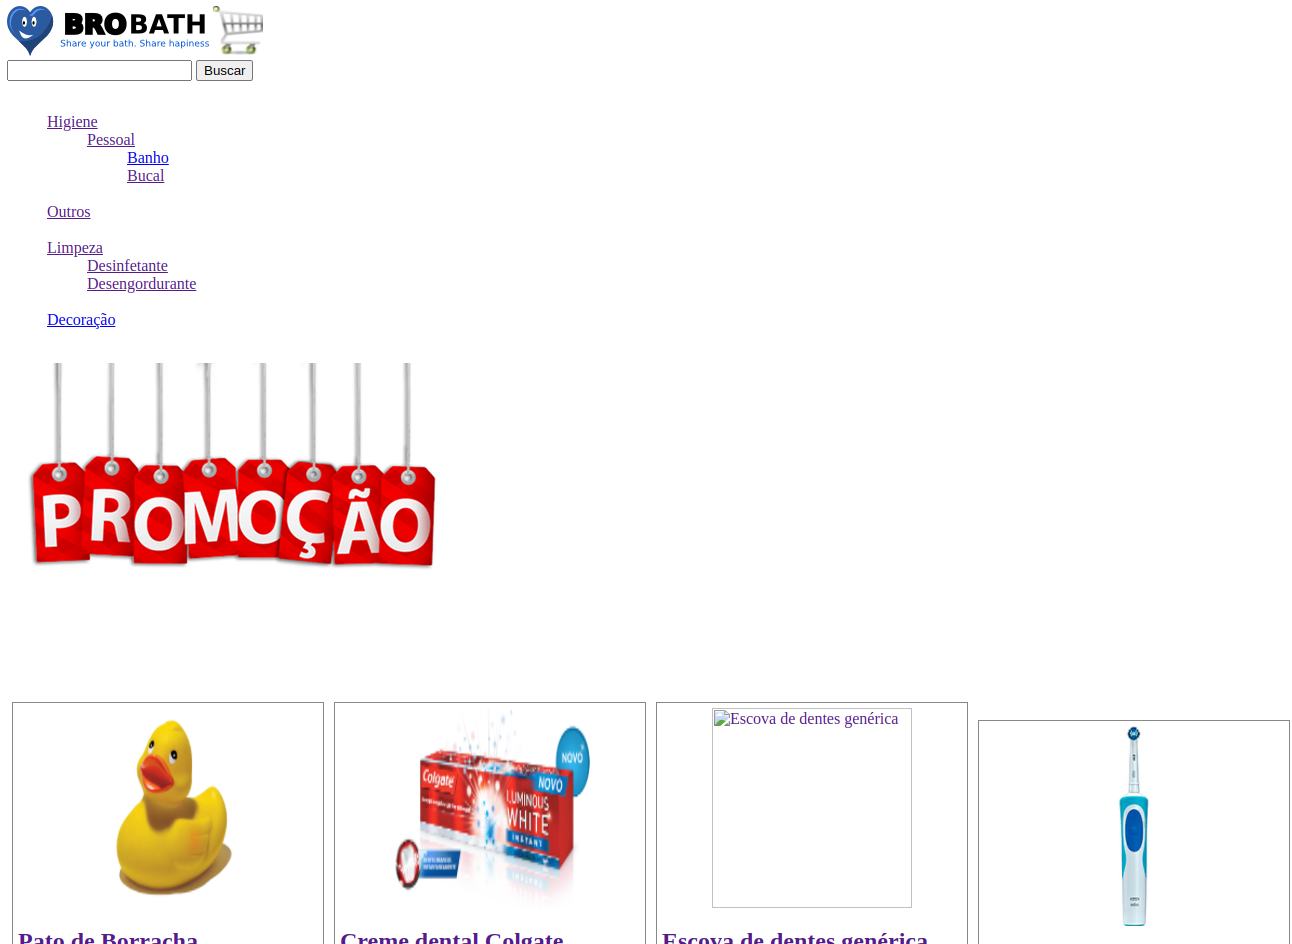 BROBATH
Share your bath. Share hapiness
Buscar
Higiene
Pessoal
Banho
Bucal
Outros
Limpeza
Desinfetante
Desengordurante
Decoração
PROMOÇÃO
Escova de dentes genérica
NOVO
Colgate
NOVO
LUMINOUS
WHITE
INSTANT
Pato de Borracha
Creme dental Colgate
Escova de dentes genérica